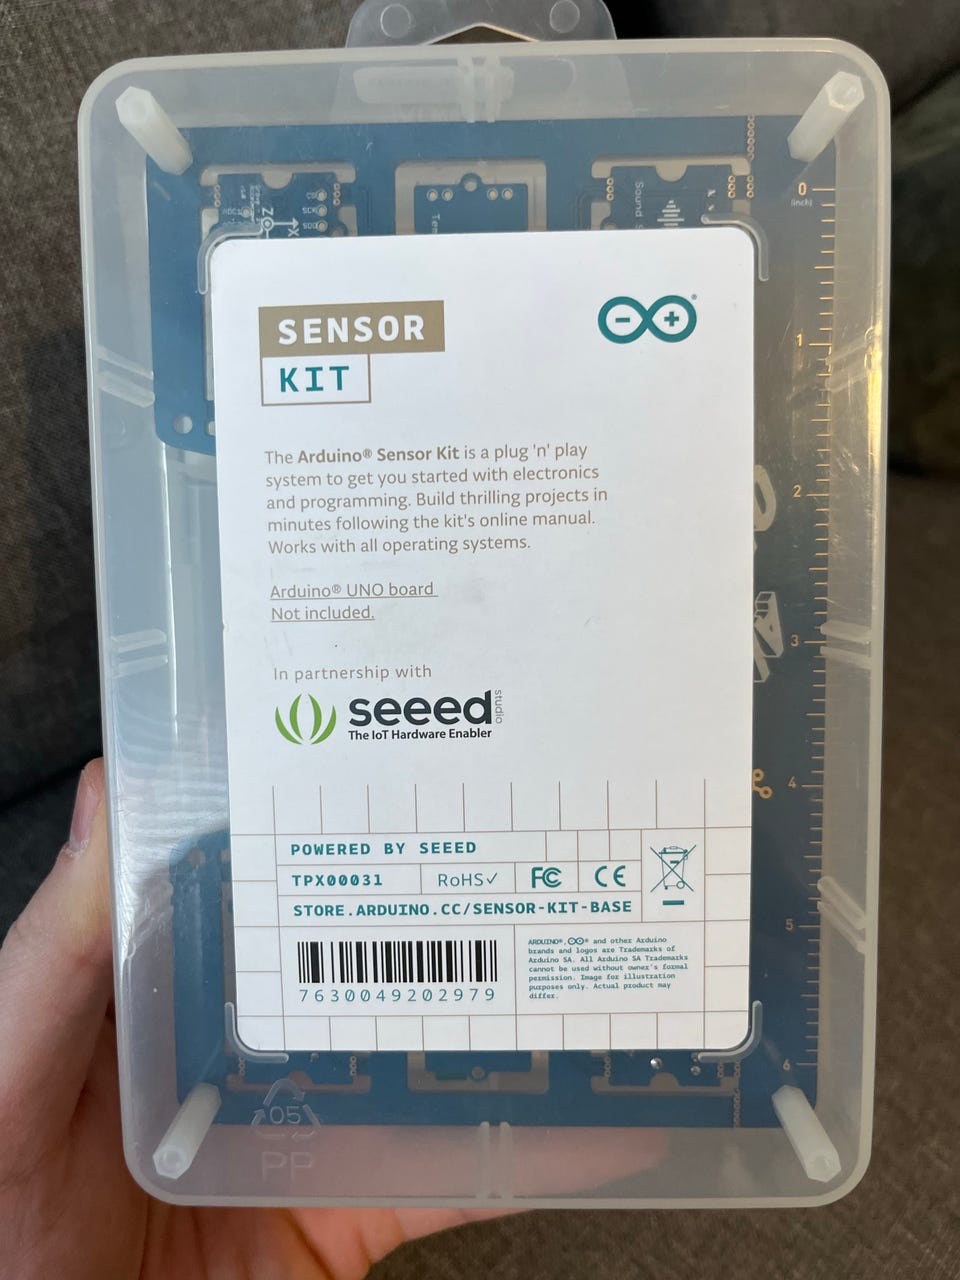 0
(inch)
Sound
SENSOR
KIT
1
The Arduino® Sensor Kit is a plug 'n' play
system to get you started with electronics
and programming. Build thrilling projects in
minutes following the kit's online manual.
Works with all operating systems.
2
Arduino® UNO board
Not included.
3
In partnership with
seeed studio
The IoT Hardware Enabler
4
POWERED BY SEEED
TPX00031
RoHS✓
FC
CE
STORE.ARDUINO.CC/SENSOR-KIT-BASE
5
7630049202979
ARDUINO®, ∞® and other Arduino
brands and logos are Trademarks of
Arduino SA. All Arduino SA Trademarks
cannot be used without owner's formal
permission. Image for illustration
purposes only. Actual product may
differ.
6
05
PP